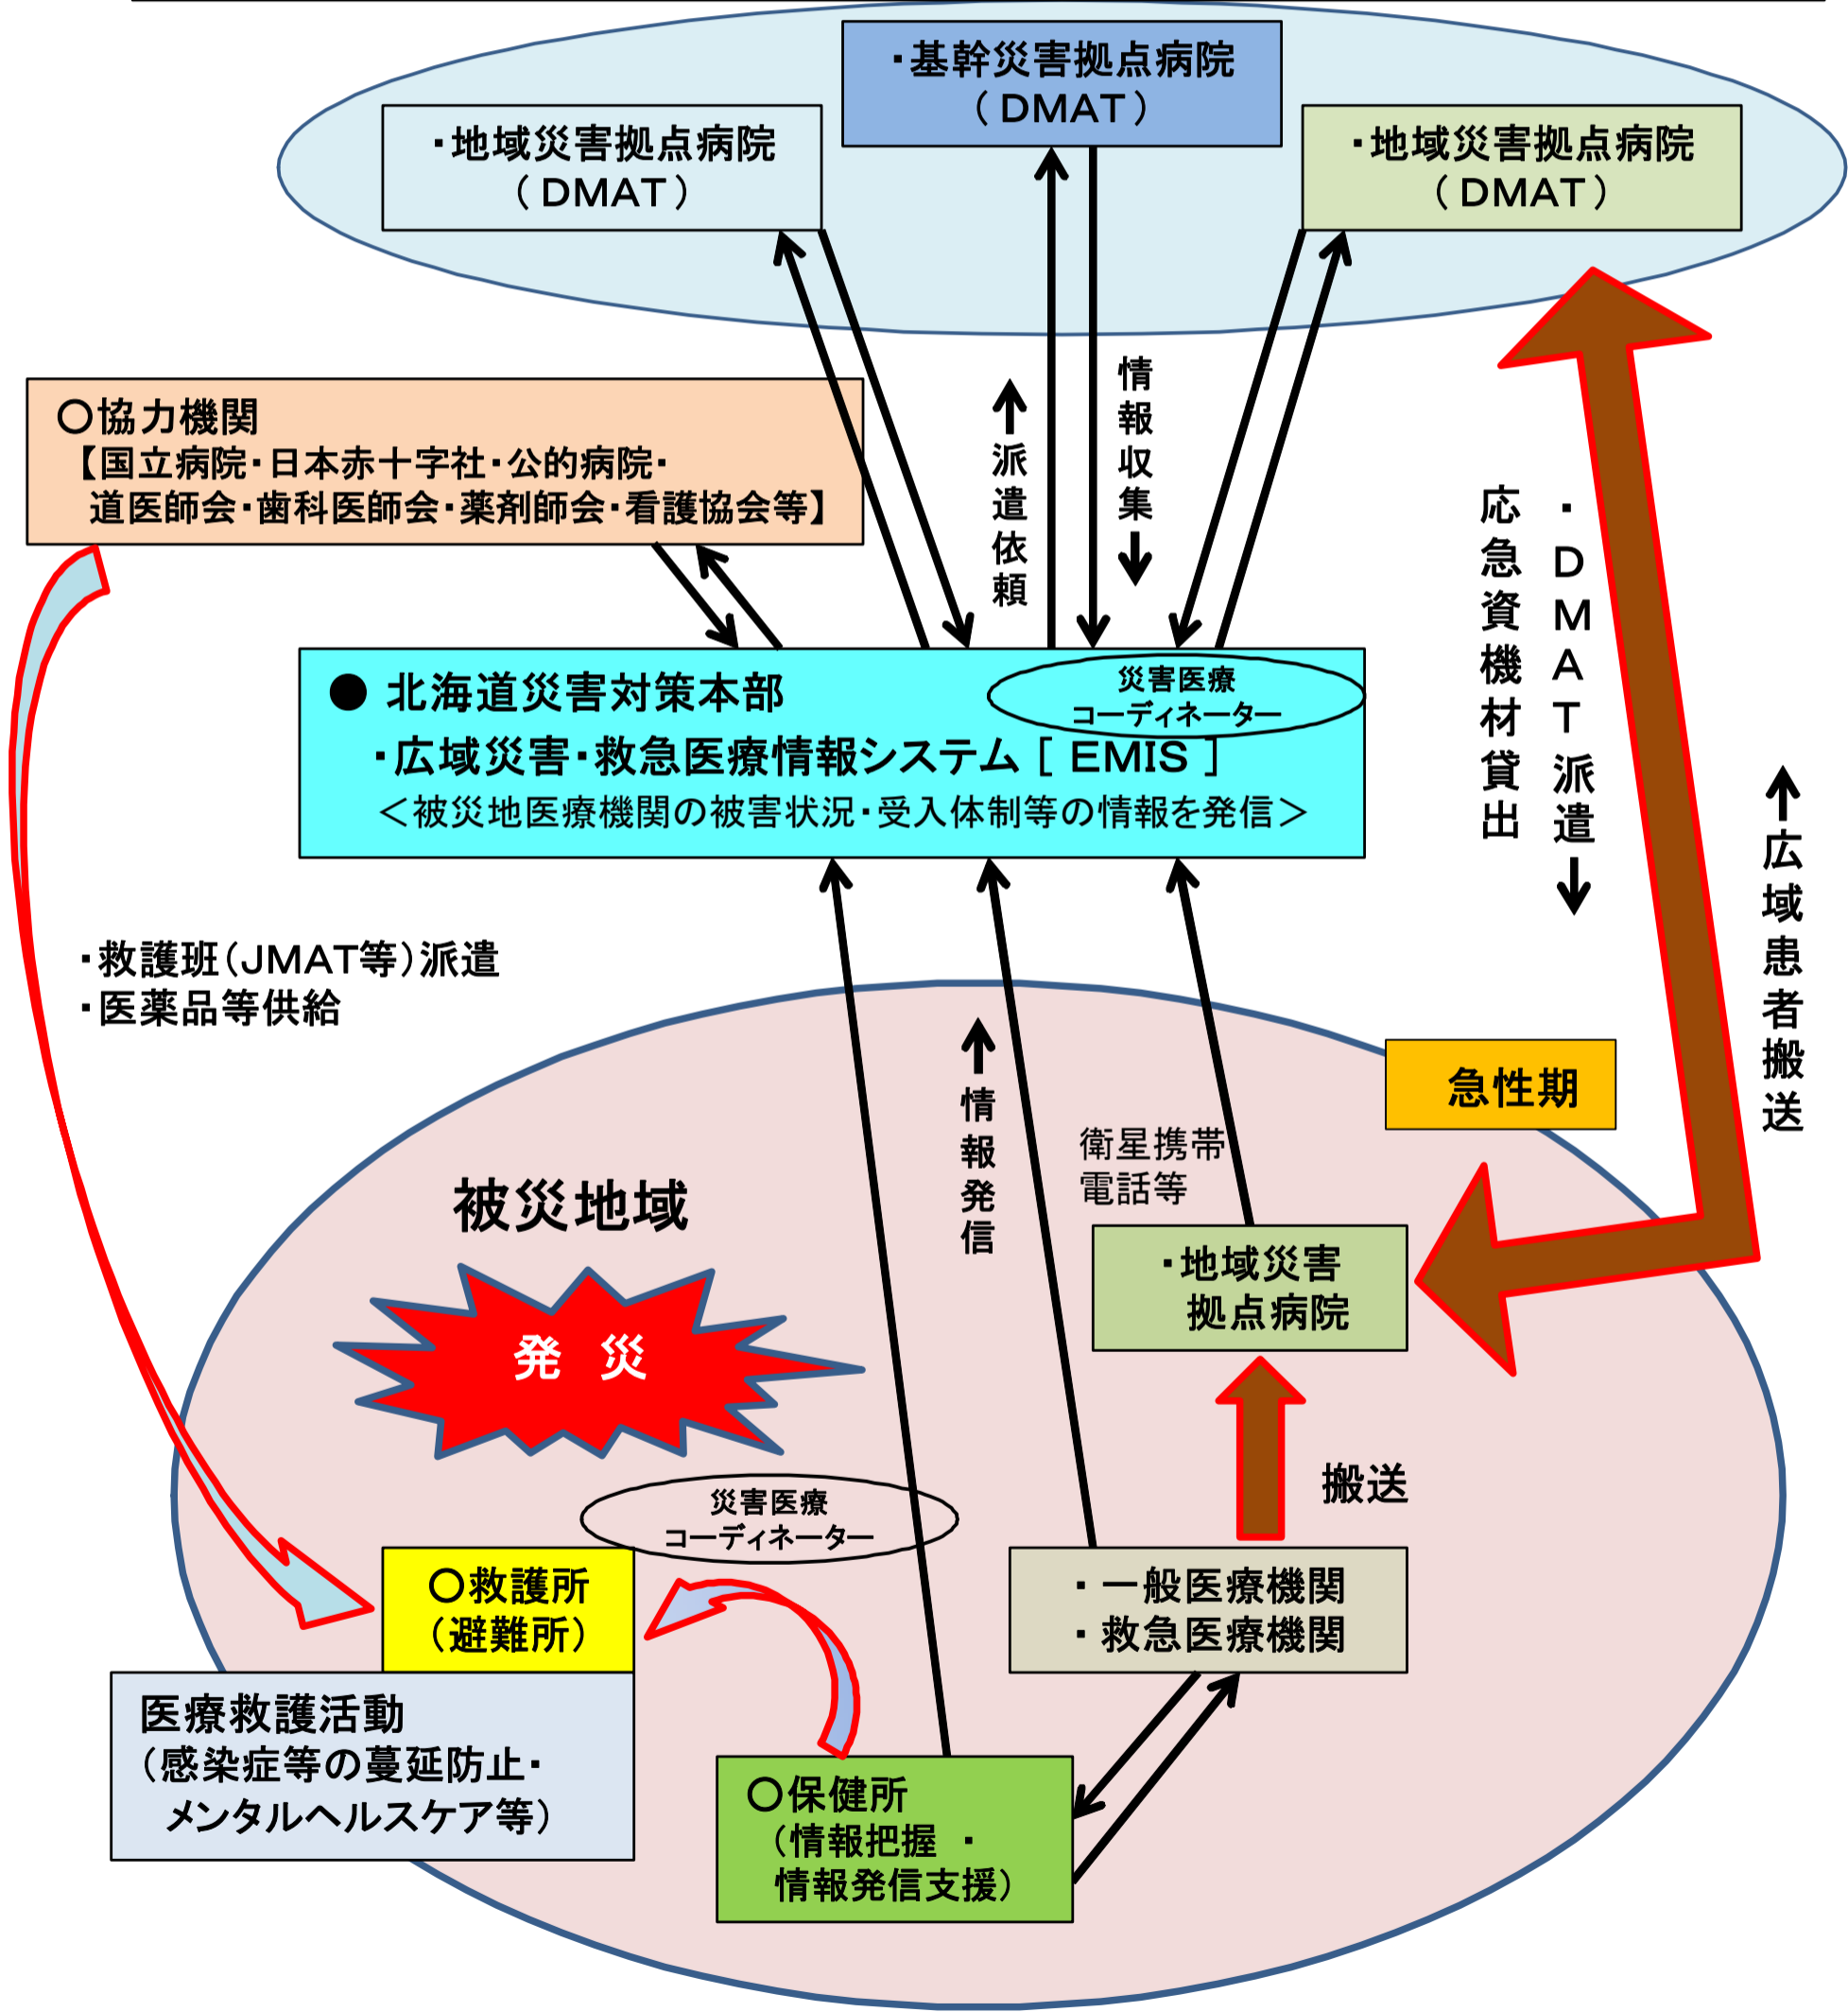 ・基幹災害拠点病院
（ＤＭＡＴ）
・地域災害拠点病院
（ＤＭＡＴ）
・地域災害拠点病院
（ＤＭＡＴ）
○協力機関
【国立病院・日本赤十字社・公的病院・
道医師会・歯科医師会・薬剤師会・看護協会等】
↑派遣依頼
情報収集↓
・ＤＭＡＴ派遣↓
応急資機材貸出
↑広域患者搬送
● 北海道災害対策本部
災害医療
コーディネーター
・広域災害・救急医療情報システム［ EMIS ］
＜被災地医療機関の被害状況・受入体制等の情報を発信＞
・救護班（JMAT等）派遣
・医薬品等供給
↑情報発信
急性期
衛星携帯
電話等
被災地域
・地域災害
拠点病院
発 災
搬送
災害医療
コーディネーター
○救護所
（避難所）
・一般医療機関
・救急医療機関
医療救護活動
（感染症等の蔓延防止・
メンタルヘルスケア等）
○保健所
（情報把握 ・
情報発信支援）